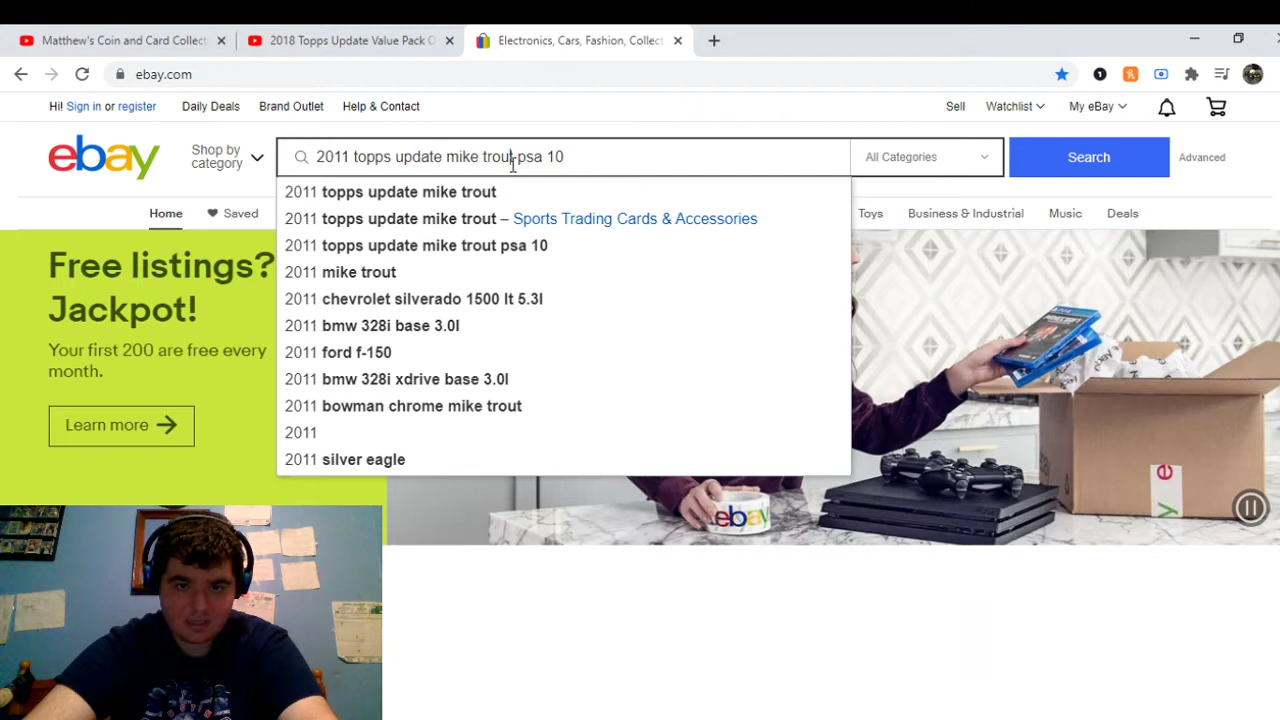 Matthew's Coin and Card Collect
2018 Topps Update Value Pack O
Electronics, Cars, Fashion, Collect
ebay.com
Hi! Sign in or register
Daily Deals
Brand Outlet
Help & Contact
Sell
Watchlist
My eBay
ebay
Shop by
category
2011 topps update mike trout psa 10
All Categories
Search
Advanced
Home
Saved
Toys
Business & Industrial
Music
Deals
2011 topps update mike trout
2011 topps update mike trout – Sports Trading Cards & Accessories
2011 topps update mike trout psa 10
2011 mike trout
2011 chevrolet silverado 1500 lt 5.3l
2011 bmw 328i base 3.0l
2011 ford f-150
2011 bmw 328i xdrive base 3.0l
2011 bowman chrome mike trout
2011
2011 silver eagle
Free listings?
Jackpot!
Your first 200 are free every
month.
Learn more
ebay